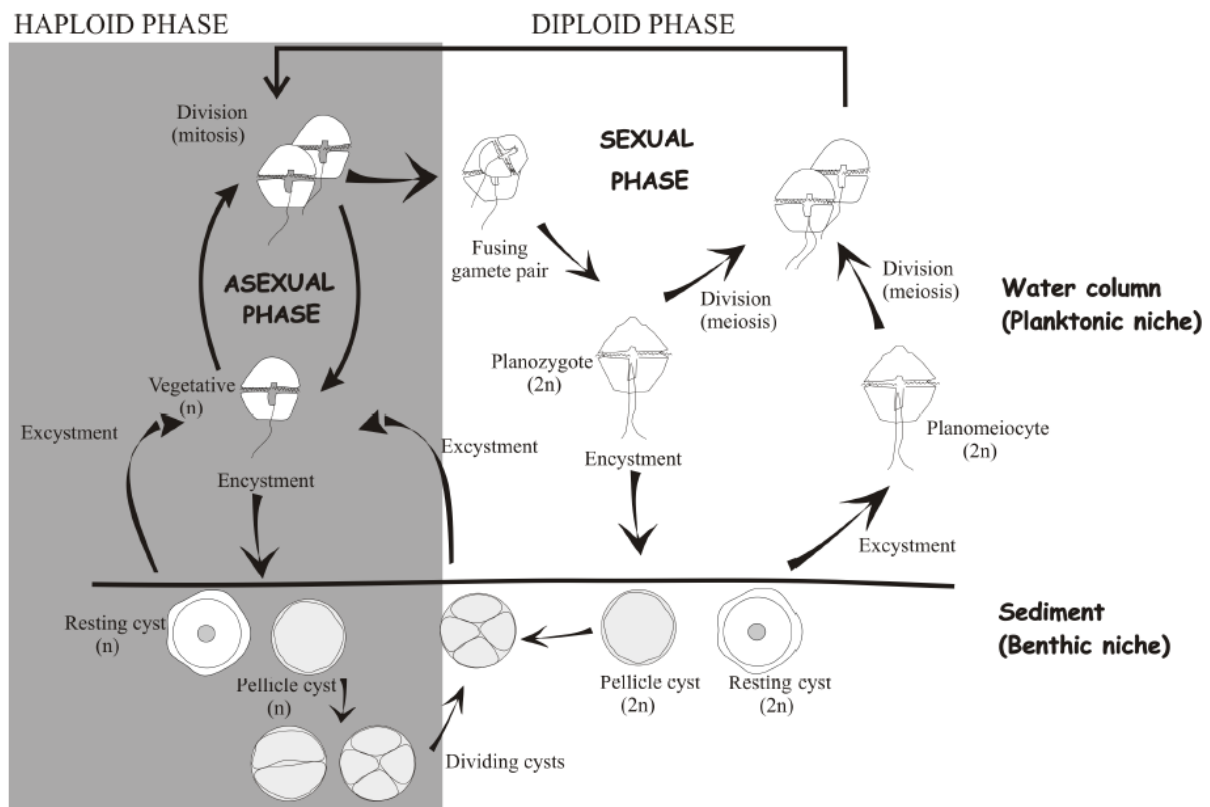 HAPLOID PHASE
DIPLOID PHASE
Division
(mitosis)
SEXUAL
PHASE
Fusing
gamete pair
Division
(meiosis)
Division
(meiosis)
Water column
(Planktonic niche)
ASEXUAL
PHASE
Vegetative
(n)
Planozygote
(2n)
Planomeiocyte
(2n)
Excystment
Excystment
Encystment
Encystment
Excystment
Resting cyst
(n)
Pellicle cyst
(n)
Pellicle cyst
(2n)
Resting cyst
(2n)
Sediment
(Benthic niche)
Dividing cysts